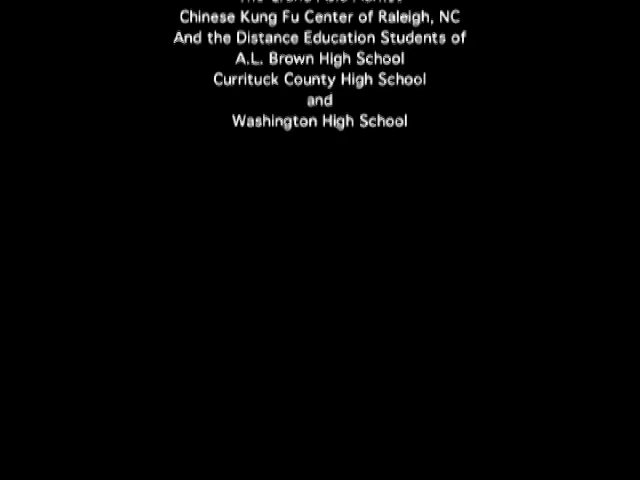 Chinese Kung Fu Center of Raleigh, NC
And the Distance Education Students of
A.L. Brown High School
Currituck County High School
and
Washington High School